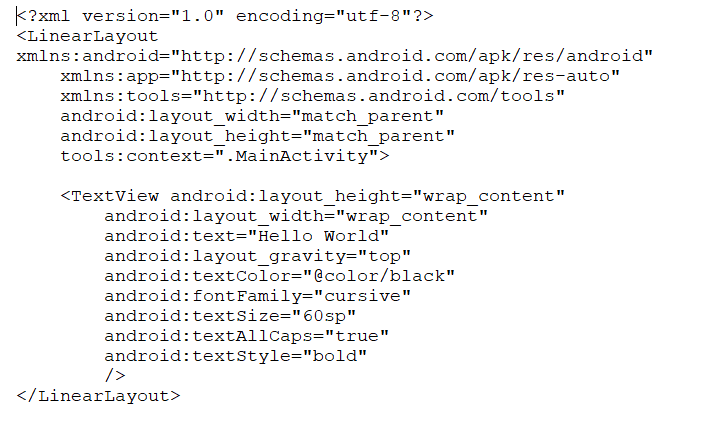 <?xml version="1.0" encoding="utf-8"?>
<LinearLayout
xmlns:android="http://schemas.android.com/apk/res/android"
    xmlns:app="http://schemas.android.com/apk/res-auto"
    xmlns:tools="http://schemas.android.com/tools"
    android:layout_width="match_parent"
    android:layout_height="match_parent"
    tools:context=".MainActivity">

    <TextView android:layout_height="wrap_content"
        android:layout_width="wrap_content"
        android:text="Hello World"
        android:layout_gravity="top"
        android:textColor="@color/black"
        android:fontFamily="cursive"
        android:textSize="60sp"
        android:textAllCaps="true"
        android:textStyle="bold"
        />
</LinearLayout>